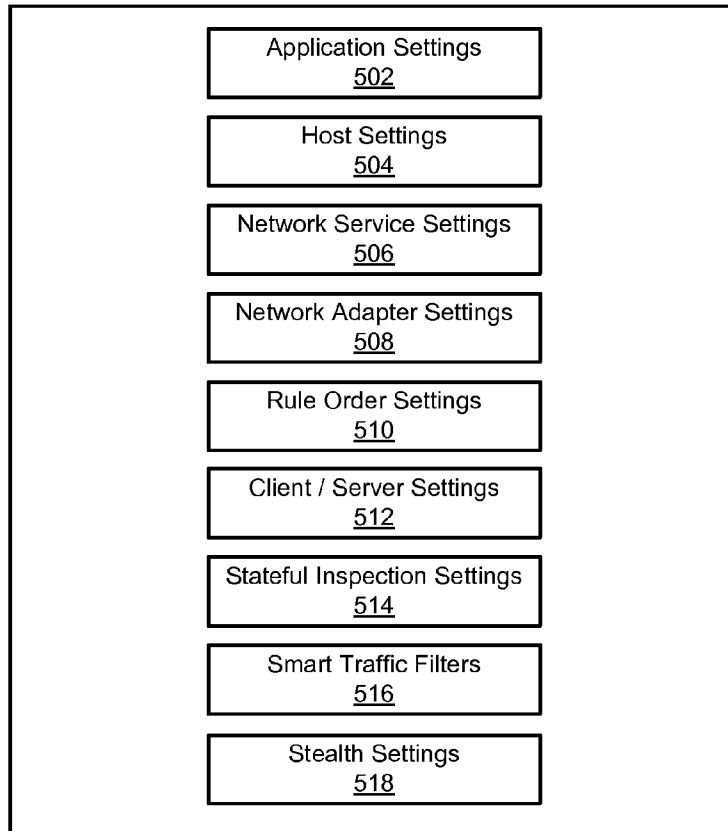 Application Settings
502
Host Settings
504
Network Service Settings
506
Network Adapter Settings
508
Rule Order Settings
510
Client / Server Settings
512
Stateful Inspection Settings
514
Smart Traffic Filters
516
Stealth Settings
518